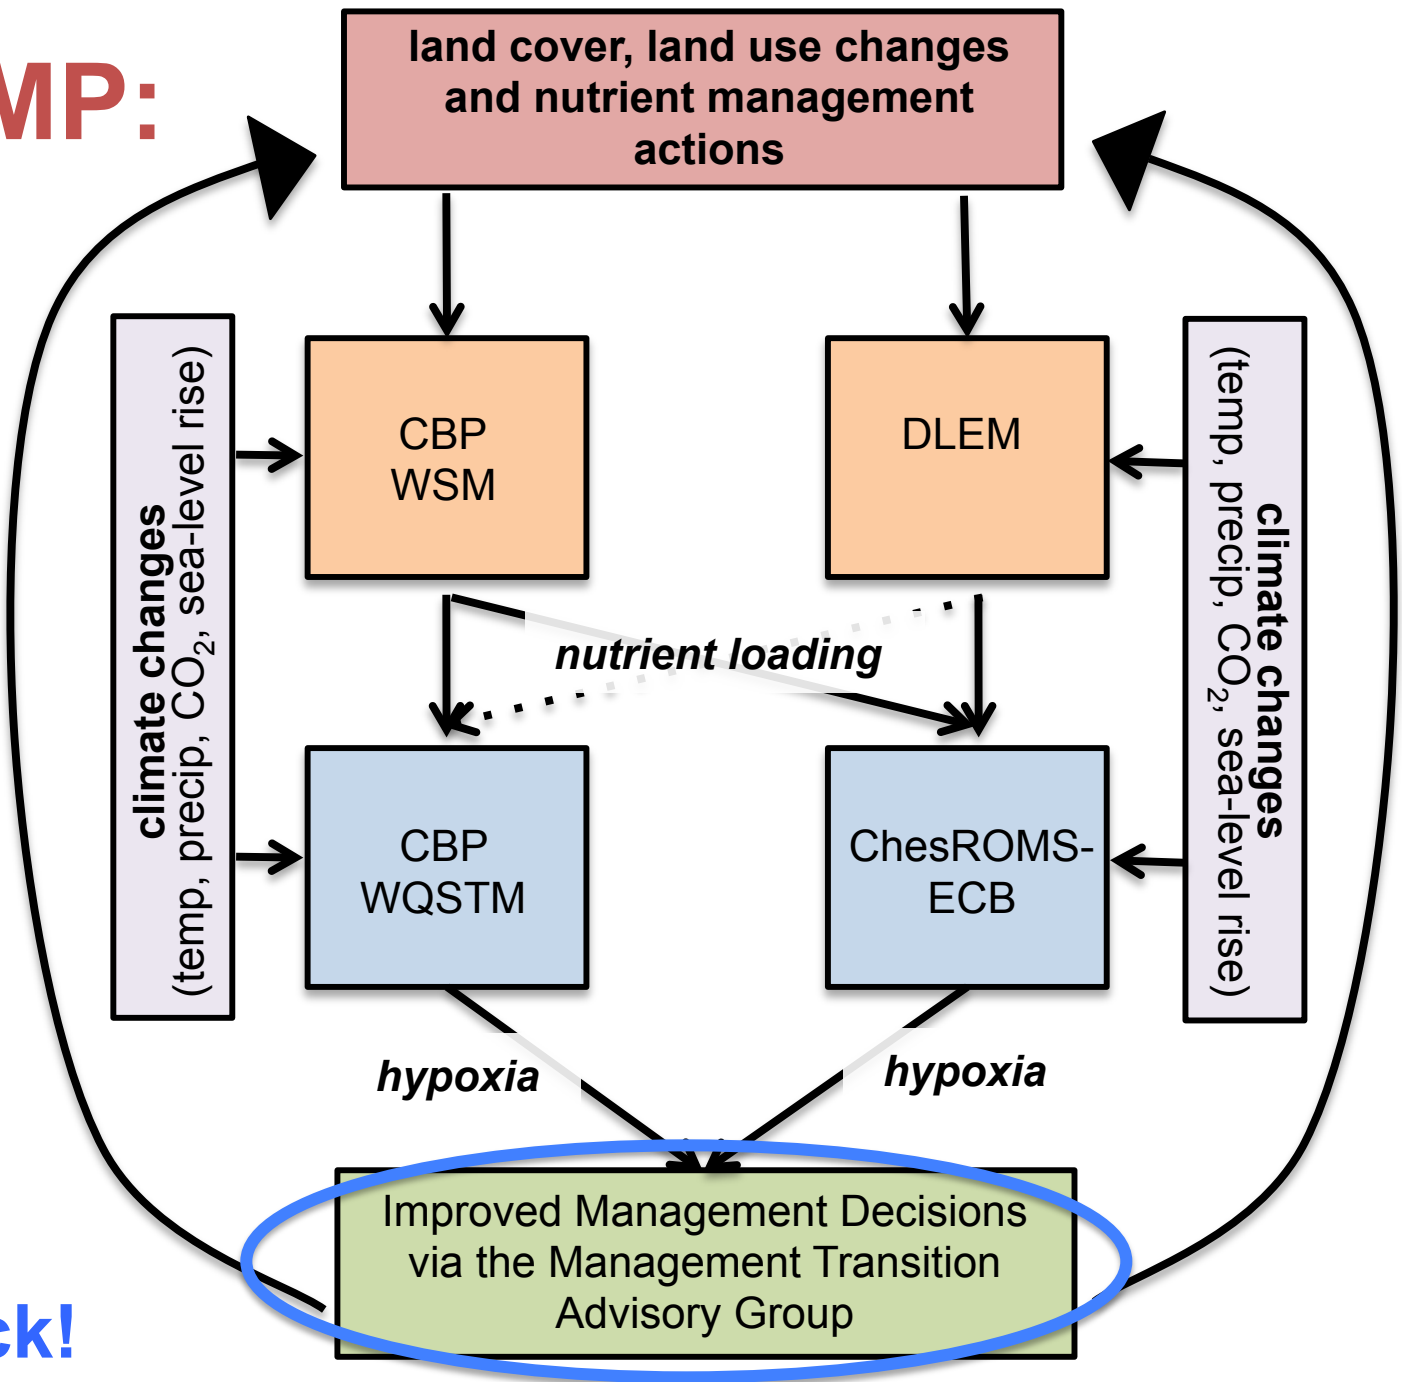 MP:
land cover, land use changes
and nutrient management
actions
climate changes
(temp, precip, CO₂, sea-level rise)
CBP
WSM
DLEM
climate changes
(temp, precip, CO₂, sea-level rise)
nutrient loading
CBP
WQSTM
ChesROMS-
ECB
hypoxia
hypoxia
Improved Management Decisions
via the Management Transition
Advisory Group
ck!